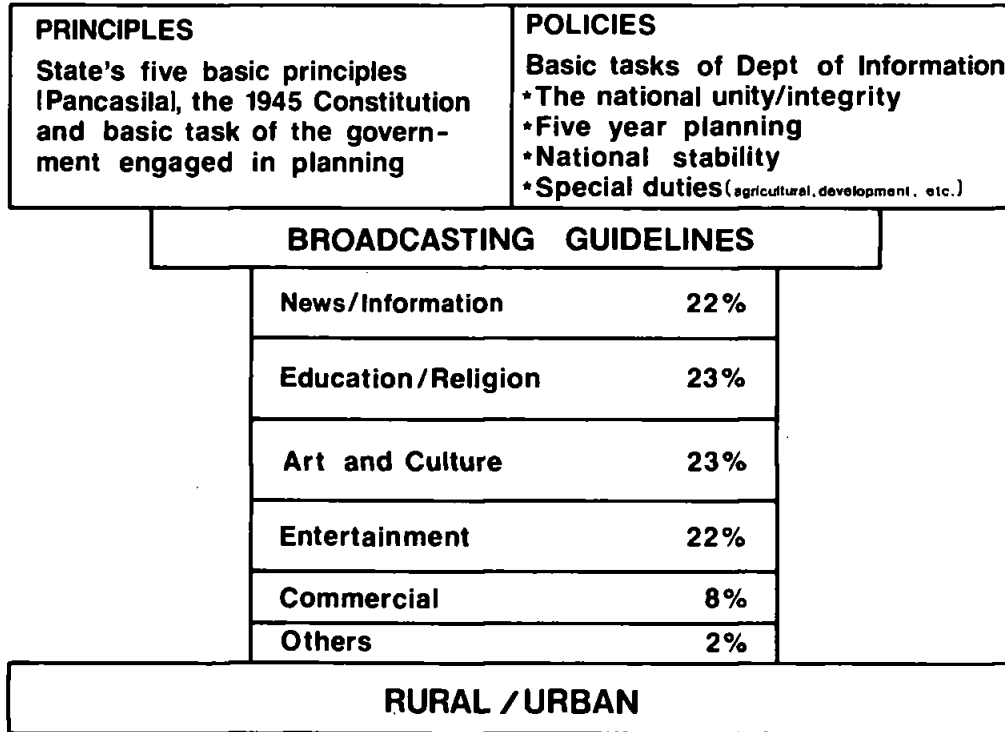 PRINCIPLES
State's five basic principles
[Pancasila], the 1945 Constitution
and basic task of the govern-
ment engaged in planning
POLICIES
Basic tasks of Dept of Information
*The national unity/integrity
*Five year planning
*National stability
*Special duties (agricultural, development, etc.)
BROADCASTING GUIDELINES
News/Information 22%
Education/Religion 23%
Art and Culture 23%
Entertainment 22%
Commercial 8%
Others 2%
RURAL / URBAN